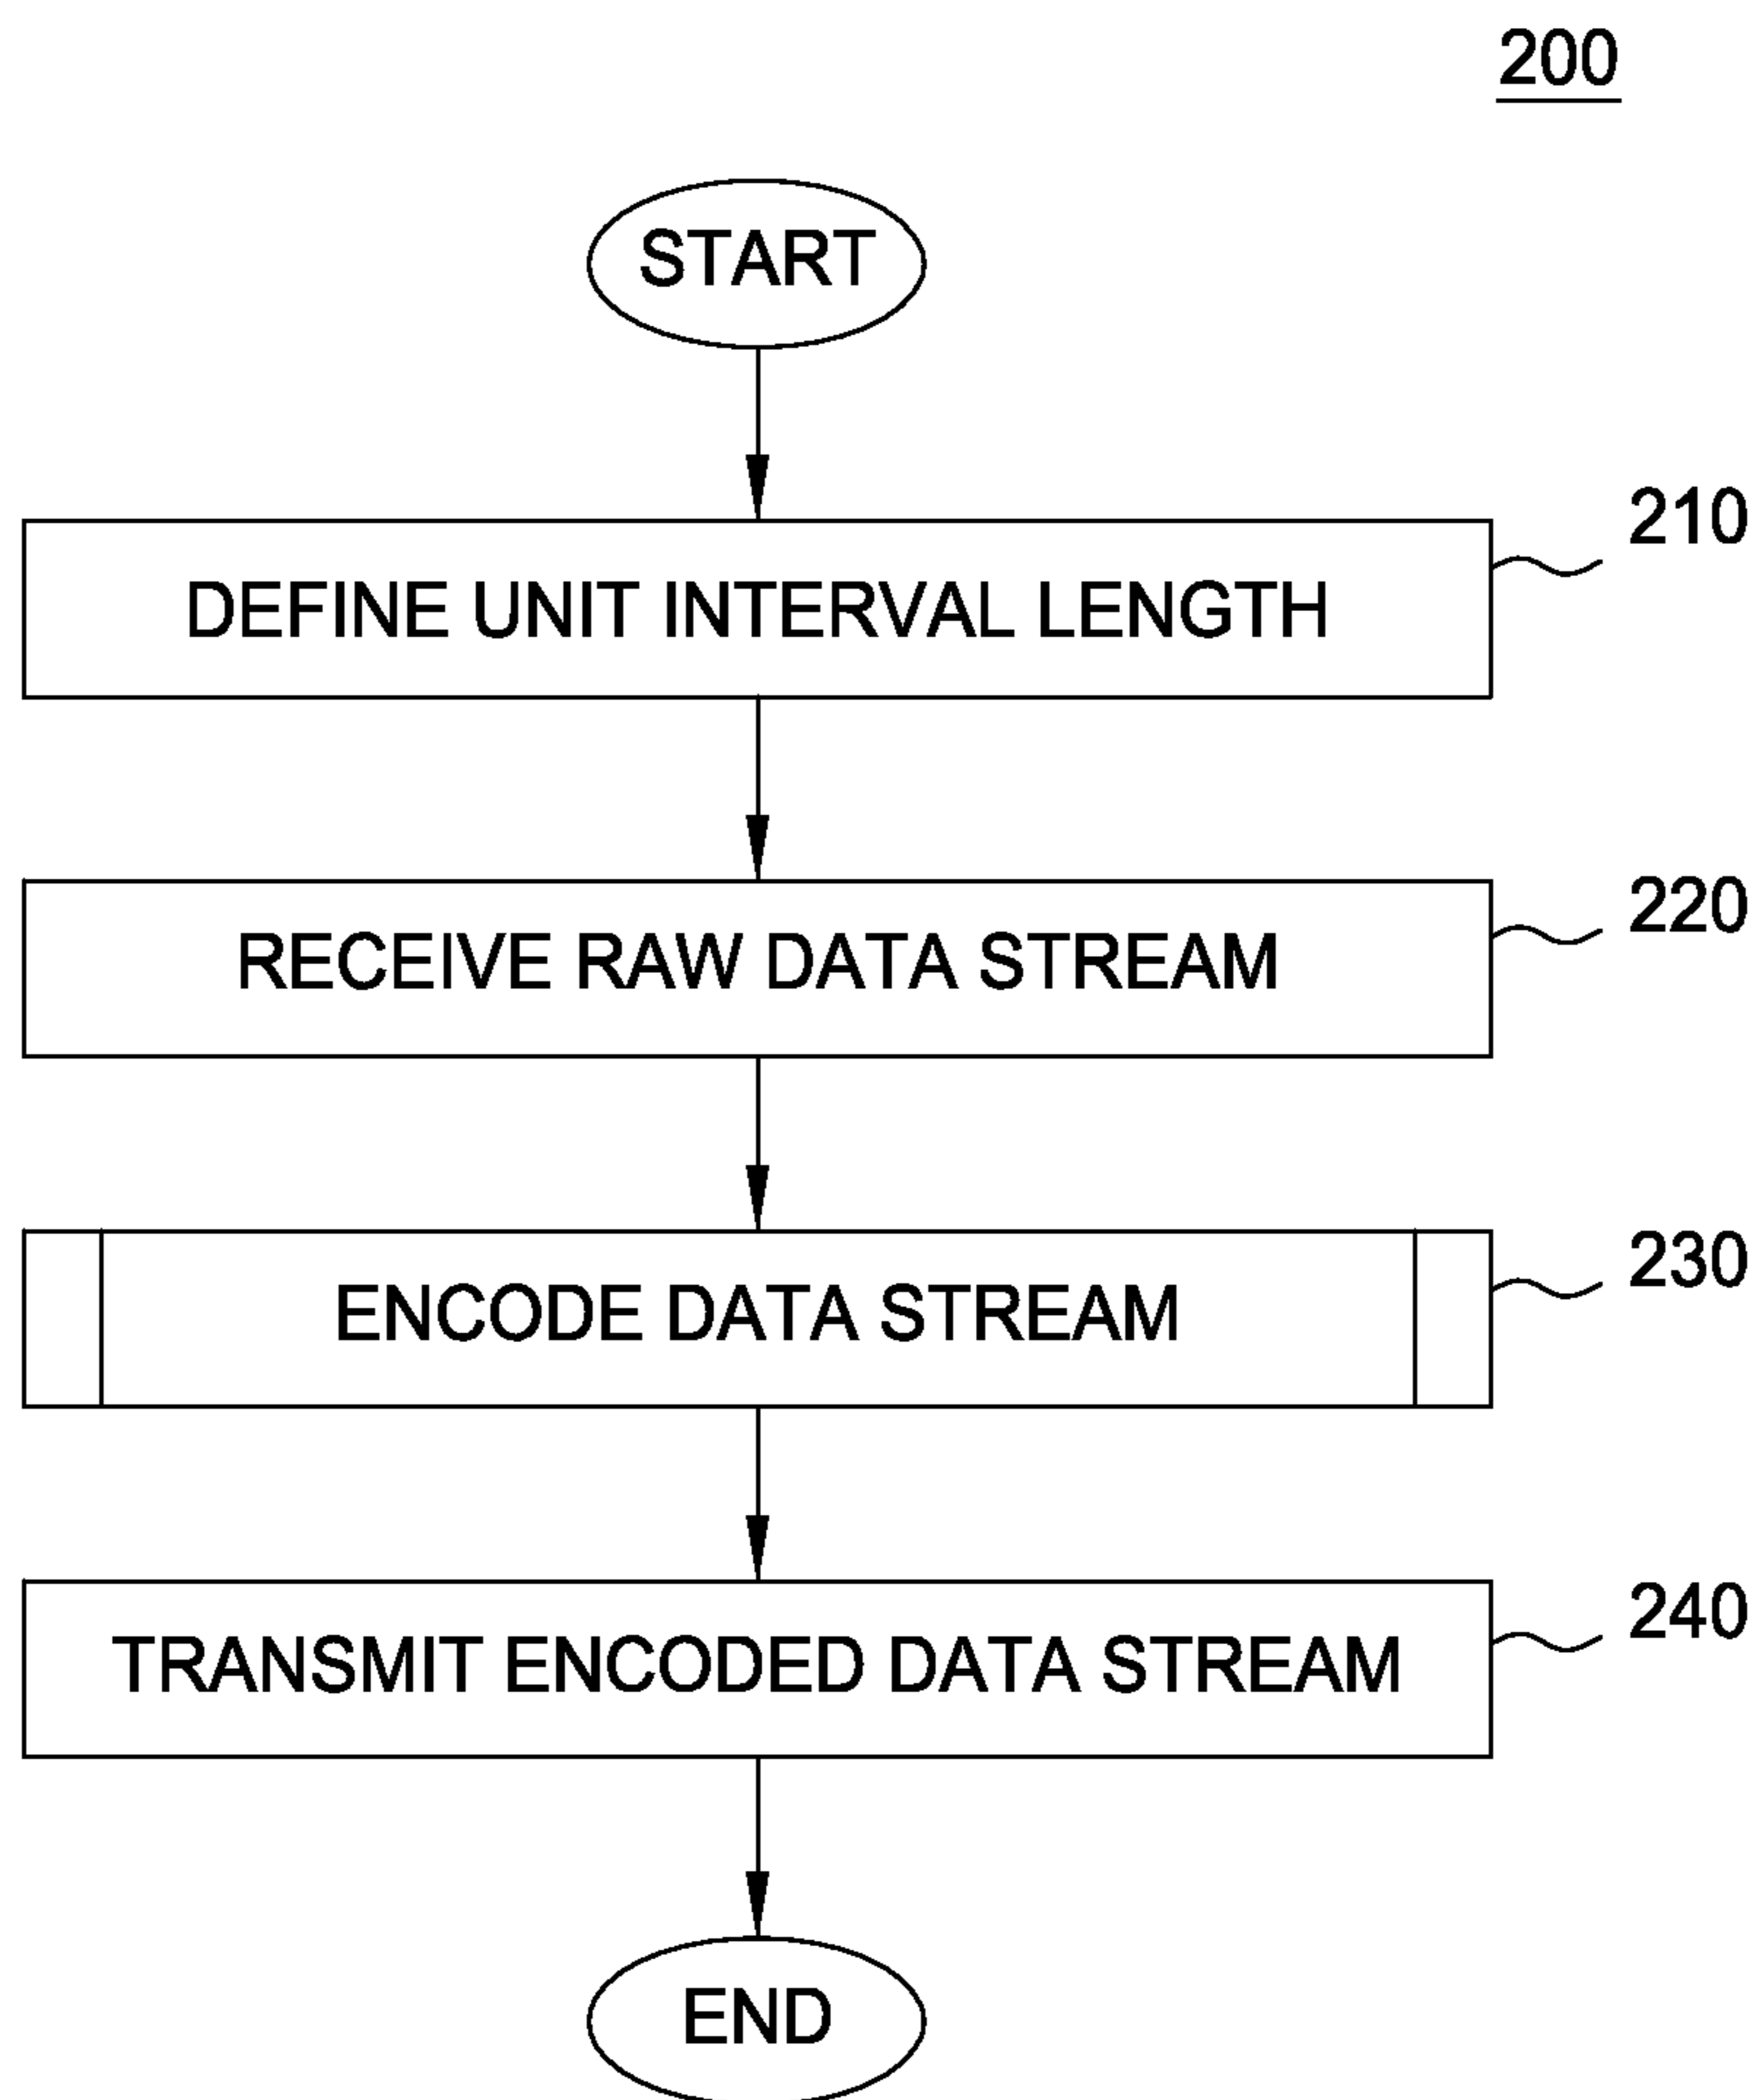 200
START
210
DEFINE UNIT INTERVAL LENGTH
220
RECEIVE RAW DATA STREAM
230
ENCODE DATA STREAM
240
TRANSMIT ENCODED DATA STREAM
END